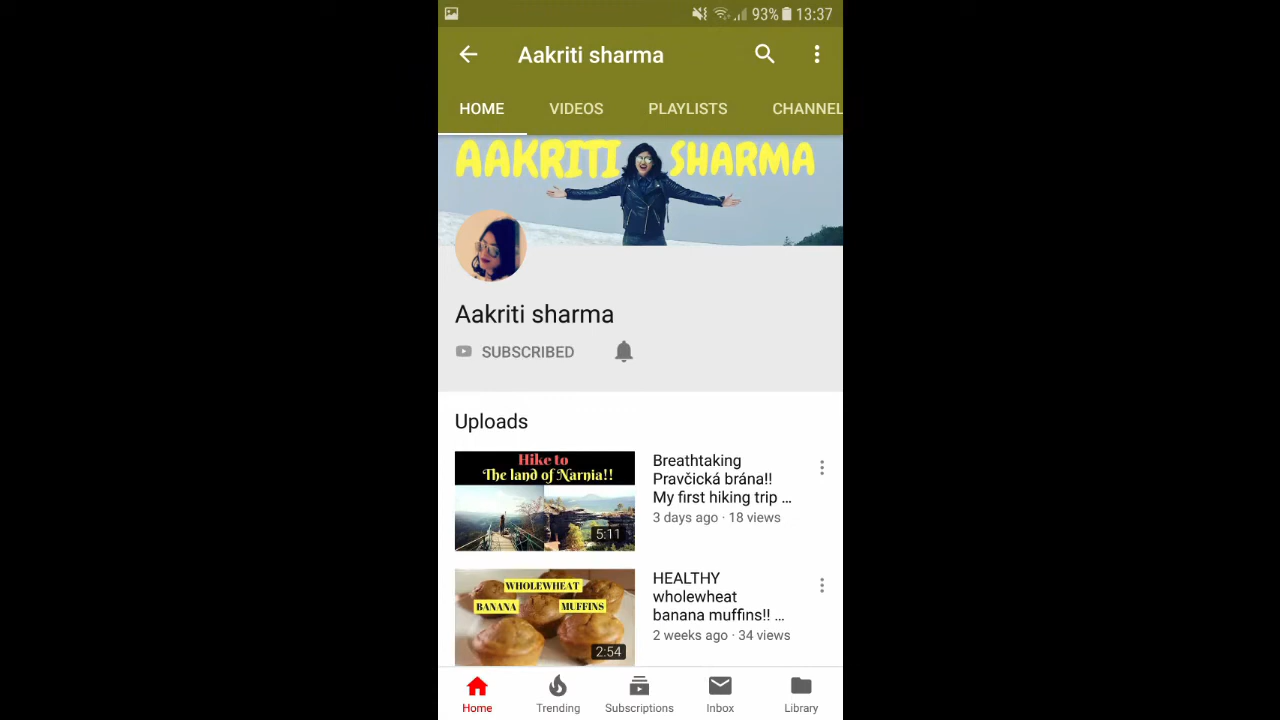 93% 13:37
Aakriti sharma
HOME VIDEOS PLAYLISTS CHANNEL
AAKRITI SHARMA
Aakriti sharma
SUBSCRIBED
Uploads
Hike to
The land of Narnia!!
5:11
Breathtaking
Pravčická brána!!
My first hiking trip ...
3 days ago · 18 views
WHOLEWHEAT
BANANA MUFFINS
2:54
HEALTHY
wholewheat
banana muffins!! ...
2 weeks ago · 34 views
Home Trending Subscriptions Inbox Library